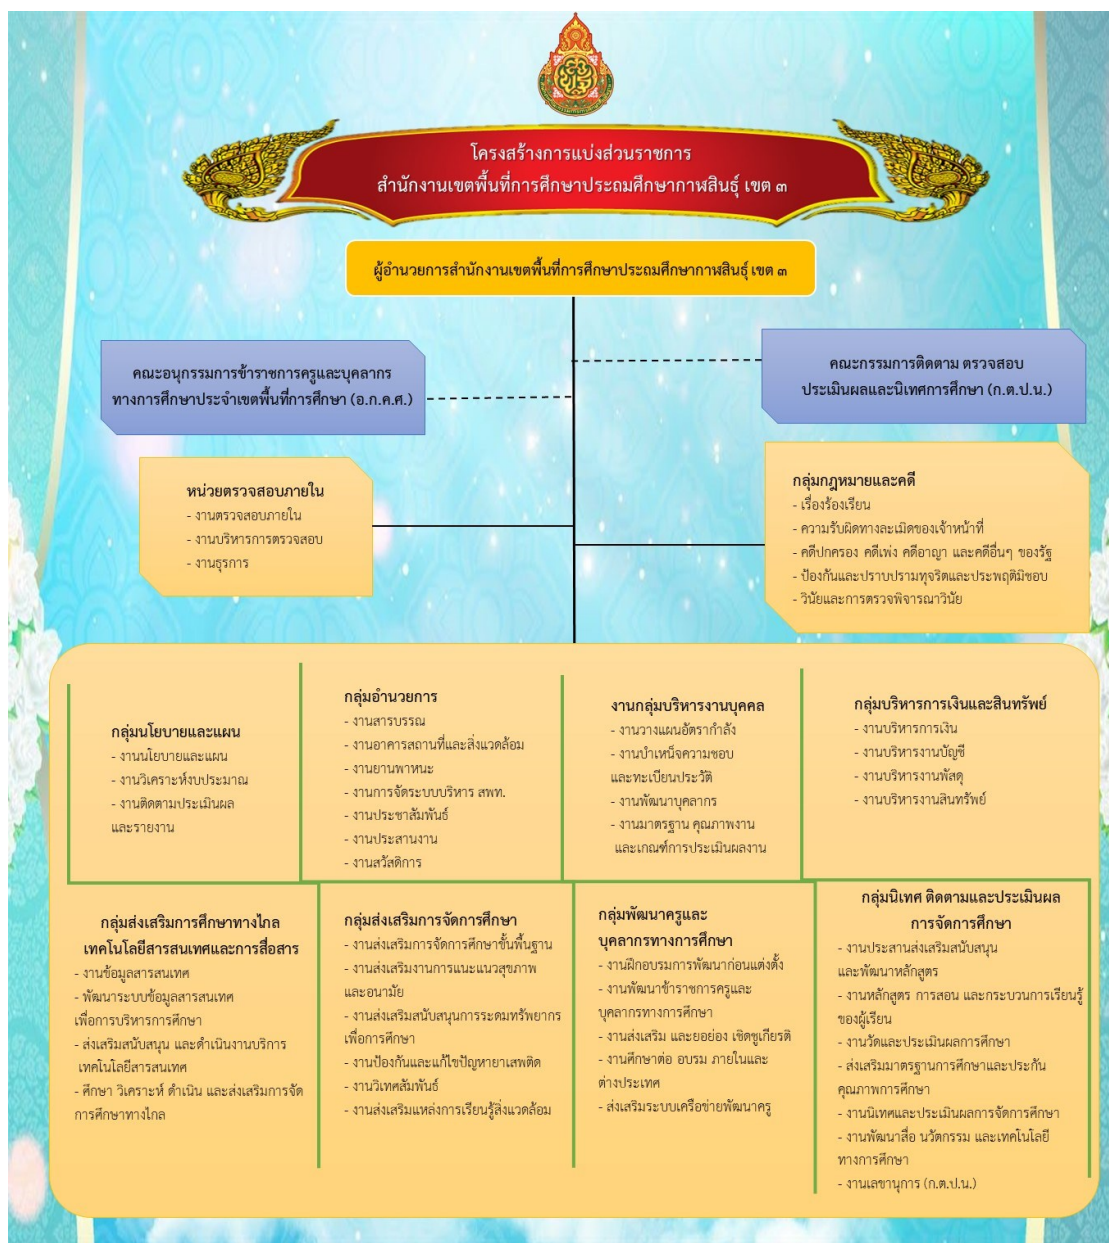 โครงสร้างการแบ่งส่วนราชการ
สำนักงานเขตพื้นที่การศึกษาประถมศึกษากาฬสินธุ์ เขต ๓
ผู้อำนวยการสำนักงานเขตพื้นที่การศึกษาประถมศึกษากาฬสินธุ์ เขต ๓
คณะอนุกรรมการข้าราชการครูและบุคลากร
ทางการศึกษาประจำเขตพื้นที่การศึกษา (อ.ก.ค.ศ.)
คณะกรรมการติดตาม ตรวจสอบ
ประเมินผลและนิเทศการศึกษา (ก.ต.ป.น.)
หน่วยตรวจสอบภายใน
- งานตรวจสอบภายใน
- งานบริหารการตรวจสอบ
- งานธุรการ
กลุ่มกฎหมายและคดี
- เรื่องร้องเรียน
- ความรับผิดทางละเมิดของเจ้าหน้าที่
- คดีปกครอง คดีเพ่ง คดีอาญา และคดีอื่นๆ ของรัฐ
- ป้องกันและปราบปรามทุจริตและประพฤติมิชอบ
- วินัยและการตรวจพิจารณาวินัย
กลุ่มนโยบายและแผน
- งานนโยบายและแผน
- งานวิเคราะห์งบประมาณ
- งานติดตามประเมินผล
และรายงาน
กลุ่มอำนวยการ
- งานสารบรรณ
- งานอาคารสถานที่และสิ่งแวดล้อม
- งานยานพาหนะ
- งานการจัดระบบบริหาร สพท.
- งานประชาสัมพันธ์
- งานประสานงาน
- งานสวัสดิการ
งานกลุ่มบริหารงานบุคคล
- งานวางแผนอัตรากำลัง
- งานบำเหน็จความชอบ
และทะเบียนประวัติ
- งานพัฒนาบุคลากร
- งานมาตรฐาน คุณภาพงาน
และเกณฑ์การประเมินผลงาน
กลุ่มบริหารการเงินและสินทรัพย์
- งานบริหารการเงิน
- งานบริหารงานบัญชี
- งานบริหารงานพัสดุ
- งานบริหารงานสินทรัพย์
กลุ่มส่งเสริมการศึกษาทางไกล
เทคโนโลยีสารสนเทศและการสื่อสาร
- งานข้อมูลสารสนเทศ
- พัฒนาระบบข้อมูลสารสนเทศ
เพื่อการบริหารการศึกษา
- ส่งเสริมสนับสนุน และดำเนินงานบริการ
เทคโนโลยีสารสนเทศ
- ศึกษา วิเคราะห์ ดำเนิน และส่งเสริมการจัด
การศึกษาทางไกล
กลุ่มส่งเสริมการจัดการศึกษา
- งานส่งเสริมการจัดการศึกษาขั้นพื้นฐาน
- งานส่งเสริมงานการแนะแนวสุขภาพ
และอนามัย
- งานส่งเสริมสนับสนุนการระดมทรัพยากร
เพื่อการศึกษา
- งานป้องกันและแก้ไขปัญหายาเสพติด
- งานวิเทศสัมพันธ์
- งานส่งเสริมแหล่งการเรียนรู้สิ่งแวดล้อม
กลุ่มพัฒนาครูและ
บุคลากรทางการศึกษา
- งานฝึกอบรมการพัฒนาก่อนแต่งตั้ง
- งานพัฒนาข้าราชการครูและ
บุคลากรทางการศึกษา
- งานส่งเสริม และยอย่อง เชิดชูเกียรติ
- งานศึกษาต่อ อบรม ภายในและ
ต่างประเทศ
- ส่งเสริมระบบเครือข่ายพัฒนาครู
กลุ่มนิเทศ ติดตามและประเมินผล
การจัดการศึกษา
- งานประสานส่งเสริมสนับสนุน
และพัฒนาหลักสูตร
- งานหลักสูตร การสอน และกระบวนการเรียนรู้
ของผู้เรียน
- งานวัดและประเมินผลการศึกษา
- ส่งเสริมมาตรฐานการศึกษาและประกัน
คุณภาพการศึกษา
- งานนิเทศและประเมินผลการจัดการศึกษา
- งานพัฒนาสื่อ นวัตกรรม และเทคโนโลยี
ทางการศึกษา
- งานเลขานุการ (ก.ต.ป.น.)